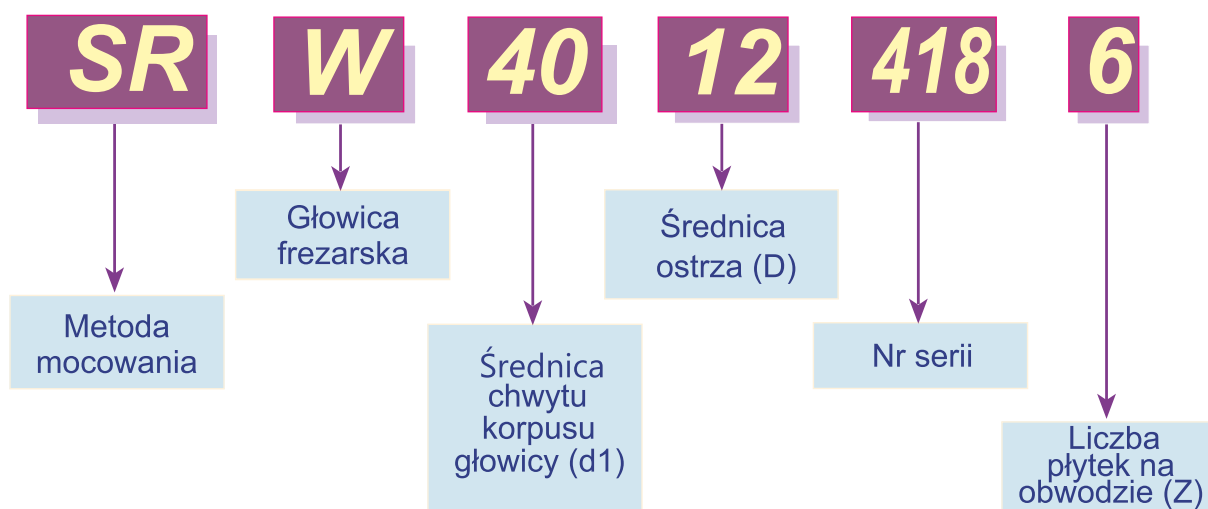 SR W 40 12 418 6
Metoda
mocowania
Głowica
frezarska
Średnica
chwytu
korpusu
głowicy (d1)
Średnica
ostrza (D)
Nr serii
Liczba
płytek na
obwodzie (Z)